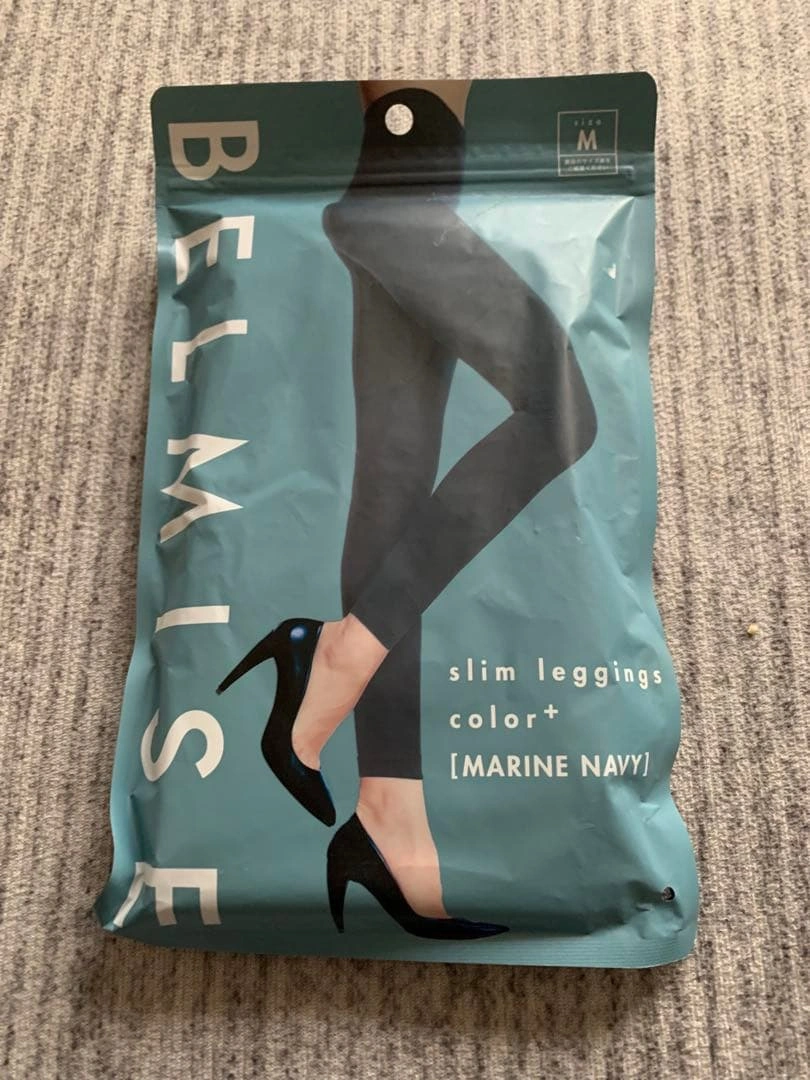 BELMISE
size
M
slim leggings
color+
[MARINE NAVY]